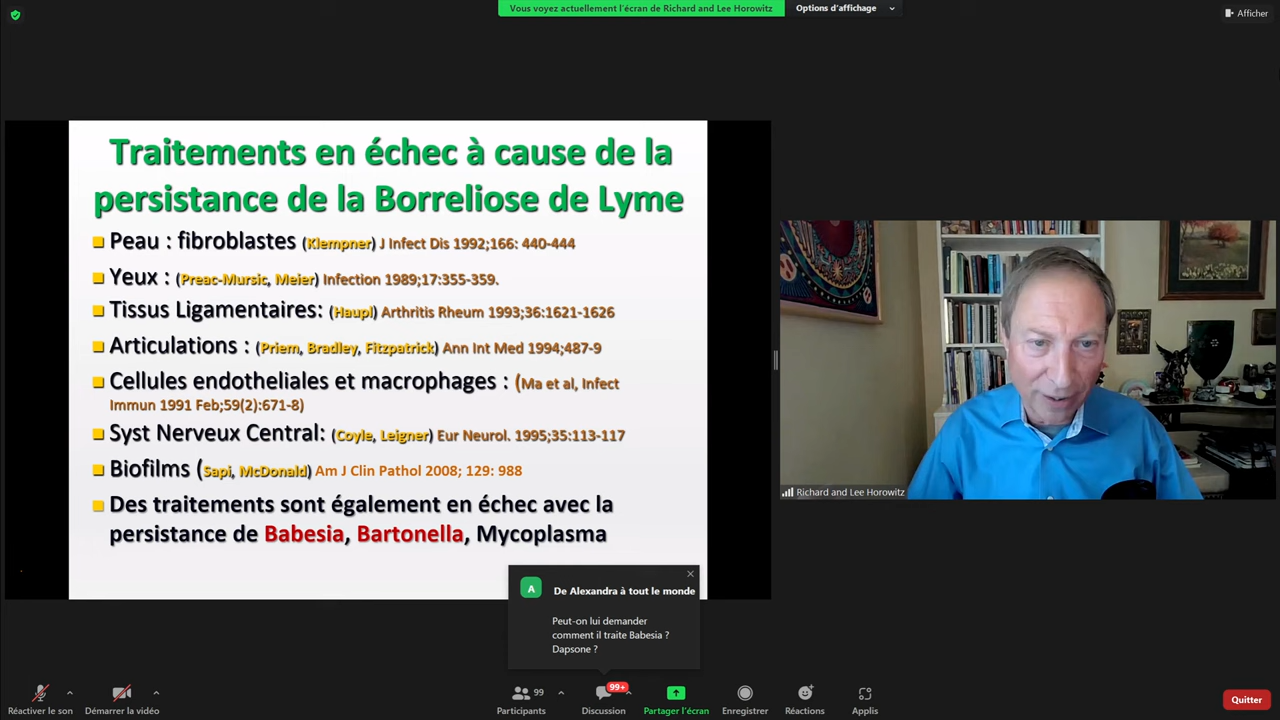 Vous voyez actuellement l'écran de Richard and Lee Horowitz
Options d'affichage
Afficher
Traitements en échec à cause de la
persistance de la Borreliose de Lyme
Peau : fibroblastes (Klempner) J Infect Dis 1992;166: 440-444
Yeux : (Preac-Mursic, Meier) Infection 1989;17:355-359.
Tissus Ligamentaires: (Haupl) Arthritis Rheum 1993;36:1621-1626
Articulations : (Priem, Bradley, Fitzpatrick) Ann Int Med 1994;487-9
Cellules endotheliales et macrophages : (Ma et al, Infect
Immun 1991 Feb;59(2):671-8)
Syst Nerveux Central: (Coyle, Leigner) Eur Neurol. 1995;35:113-117
Biofilms (Sapi, McDonald) Am J Clin Pathol 2008; 129: 988
Des traitements sont également en échec avec la
persistance de Babesia, Bartonella, Mycoplasma
Richard and Lee Horowitz
A
De Alexandra à tout le monde
Peut-on lui demander
comment il traite Babesia ?
Dapsone ?
99
99+
Réactiver le son
Démarrer la vidéo
Participants
Discussion
Partager l'écran
Enregistrer
Réactions
Applis
Quitter